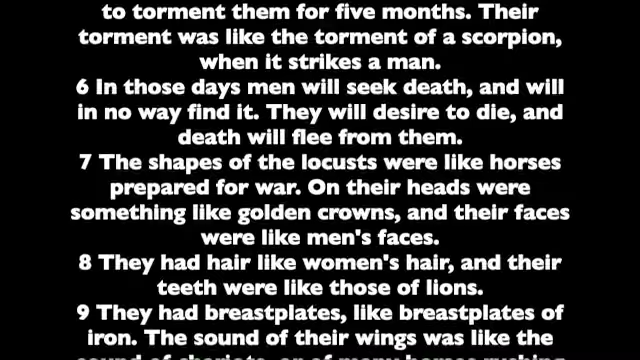 to torment them for five months. Their
torment was like the torment of a scorpion,
when it strikes a man.
6 In those days men will seek death, and will
in no way find it. They will desire to die, and
death will flee from them.
7 The shapes of the locusts were like horses
prepared for war. On their heads were
something like golden crowns, and their faces
were like men's faces.
8 They had hair like women's hair, and their
teeth were like those of lions.
9 They had breastplates, like breastplates of
iron. The sound of their wings was like the
sound of chariots, or of many horses rushing